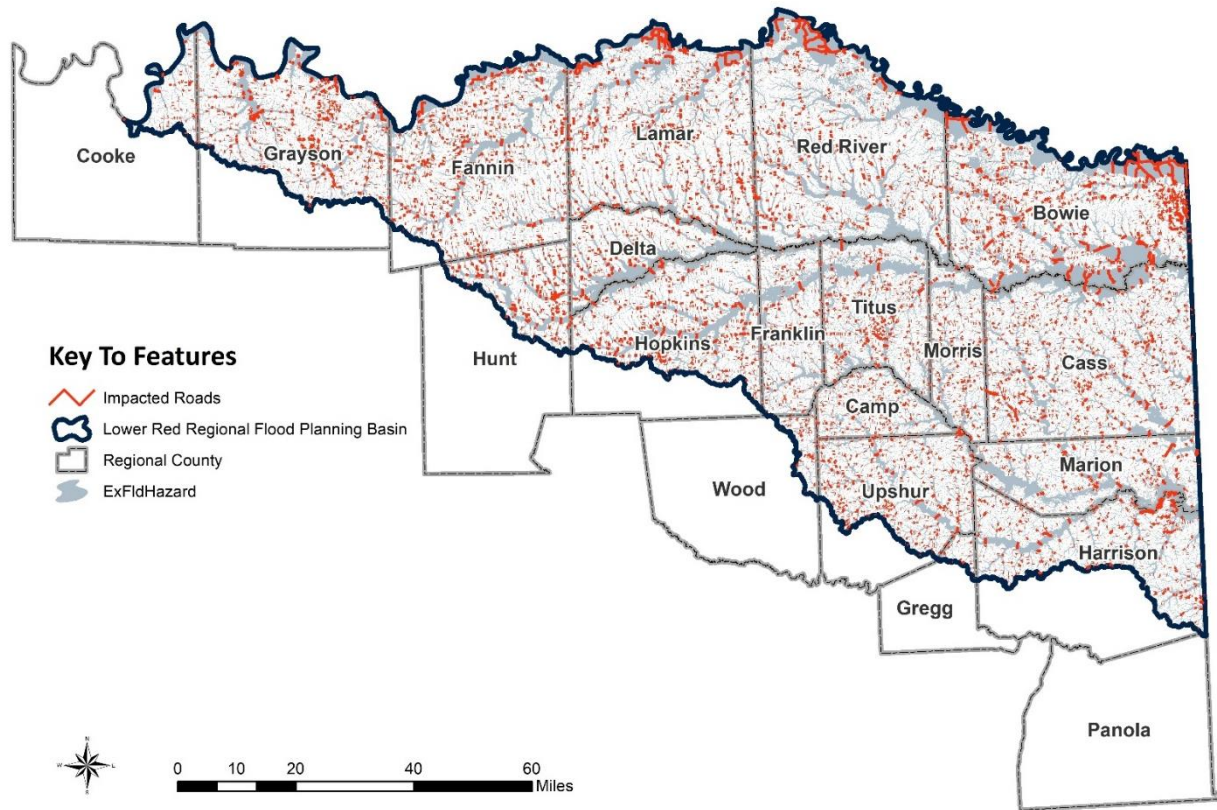 Cooke
Grayson
Fannin
Lamar
Red River
Bowie
Delta
Hunt
Hopkins
Franklin
Titus
Morris
Cass
Camp
Marion
Wood
Upshur
Harrison
Gregg
Panola
Key To Features
Impacted Roads
Lower Red Regional Flood Planning Basin
Regional County
ExFldHazard
N
W
S
0 10 20 40 60
Miles